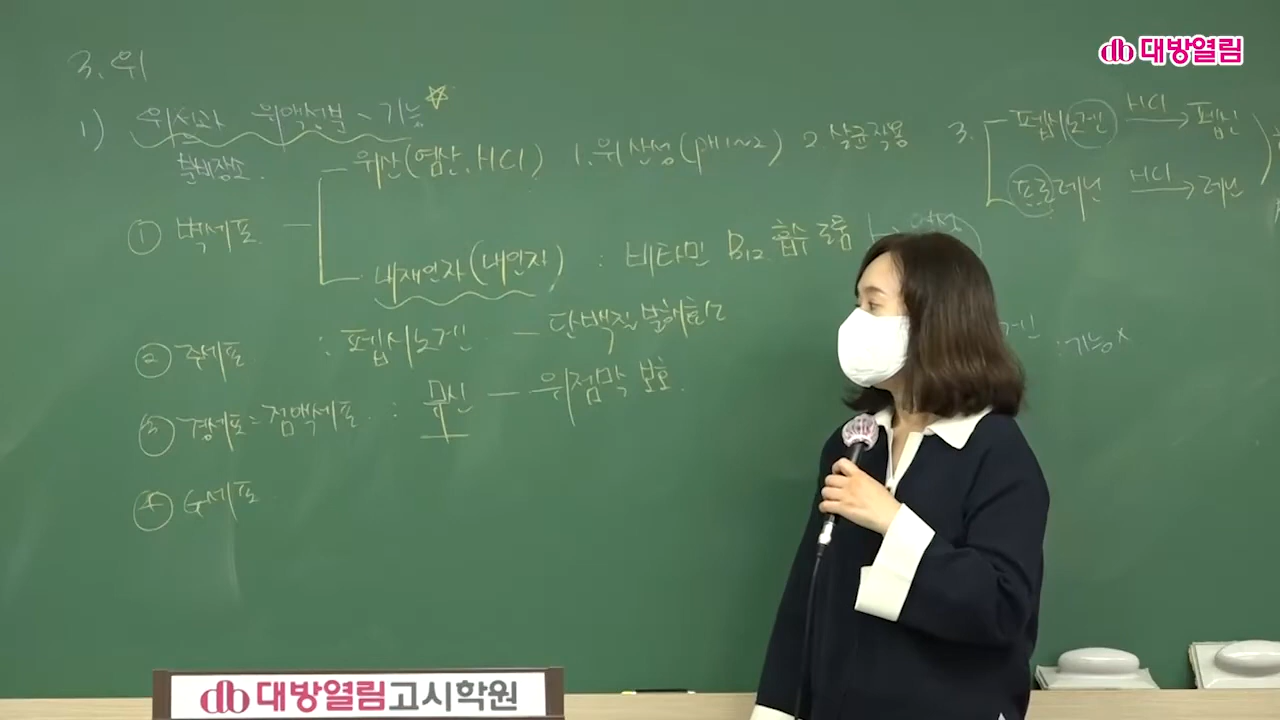 대방열림
3. 위
1) 위치과 위액성분、기능
분비장소.
위산(염산, HCl) 1. 위산성(pH 1~2) 2. 살균작용 3. 펩시노겐 HCl 펩신
프로레닌 HCl 레닌
① 벽세포
내재인자(내인자) : 비타민 B12 흡수 도움
② 주세포 : 펩시노겐 — 단백질 분해효소
: 기능x
③ 경세포 = 점액세포 : 뮤신 — 위점막 보호.
④ G세포
대방열림고시학원